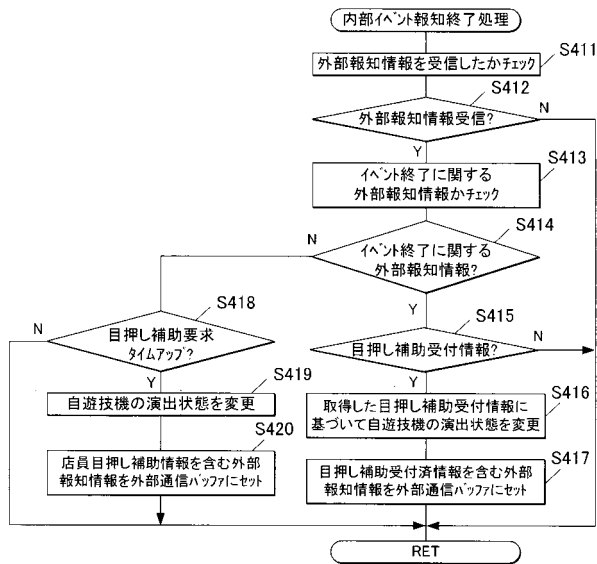 内部イベント報知終了処理
外部報知情報を受信したかチェック
S411
S412
外部報知情報受信?
N
Y
イベント終了に関する
外部報知情報かチェック
S413
S414
イベント終了に関する
外部報知情報?
N
Y
S418
目押し補助要求
タイムアップ?
N
Y
S415
目押し補助受付情報?
N
Y
S419
自遊技機の演出状態を変更
取得した目押し補助受付情報に
基づいて自遊技機の演出状態を変更
S416
S420
店員目押し補助情報を含む外部
報知情報を外部通信バッファにセット
目押し補助受付済情報を含む外部
報知情報を外部通信バッファにセット
S417
RET